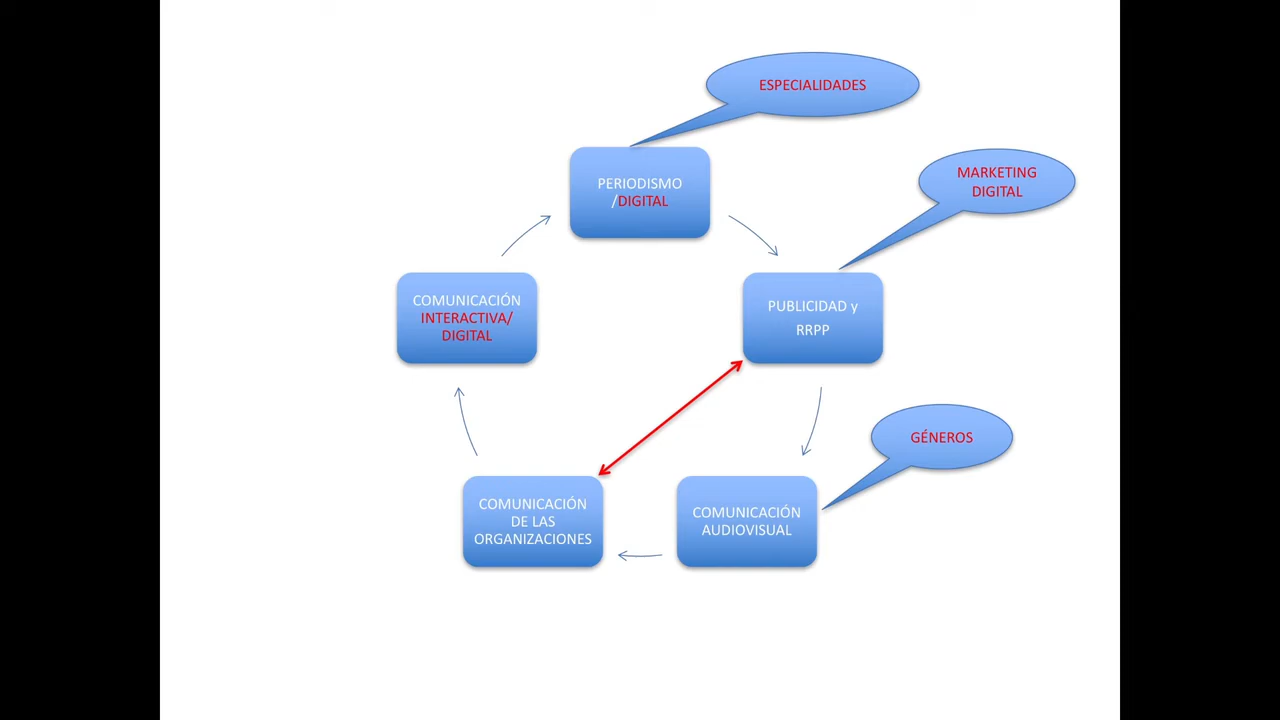 ESPECIALIDADES
MARKETING
DIGITAL
PERIODISMO
/DIGITAL
COMUNICACIÓN
INTERACTIVA/
DIGITAL
PUBLICIDAD y
RRPP
GÉNEROS
COMUNICACIÓN
DE LAS
ORGANIZACIONES
COMUNICACIÓN
AUDIOVISUAL